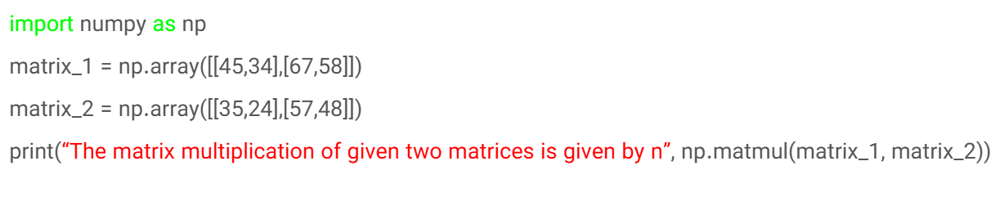 import numpy as np
matrix_1 = np.array([[45,34],[67,58]])
matrix_2 = np.array([[35,24],[57,48]])
print(“The matrix multiplication of given two matrices is given by n”, np.matmul(matrix_1, matrix_2))